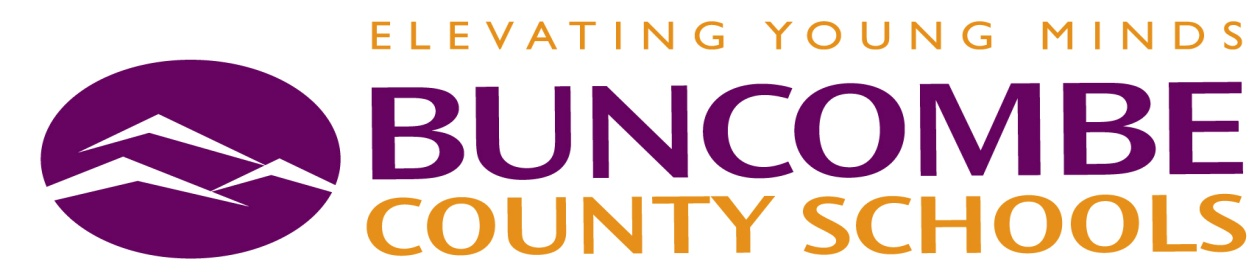 ELEVATING YOUNG MINDS
BUNCOMBE
COUNTY SCHOOLS